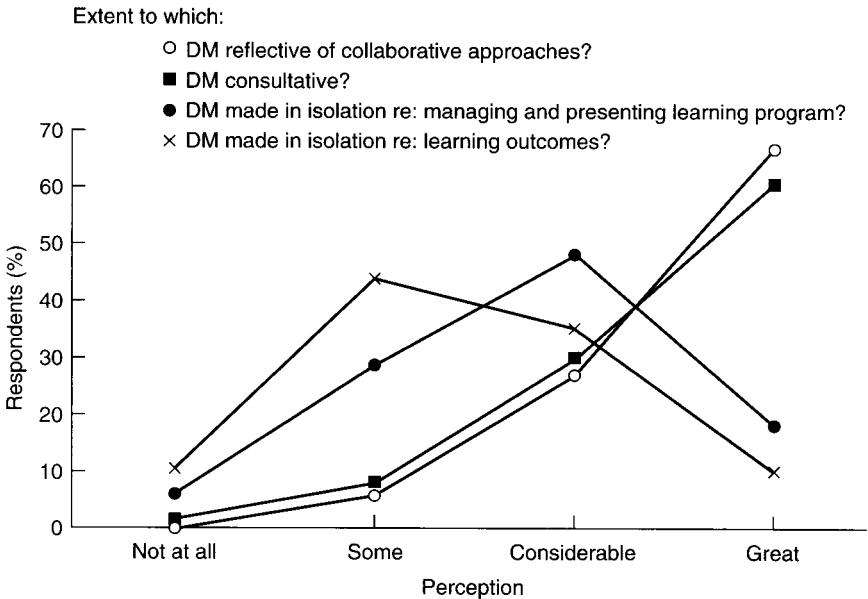 Extent to which:
DM reflective of collaborative approaches?
DM consultative?
DM made in isolation re: managing and presenting learning program?
DM made in isolation re: learning outcomes?
70
60
50
40
30
20
10
0
Respondents (%)
Not at all Some Considerable Great
Perception